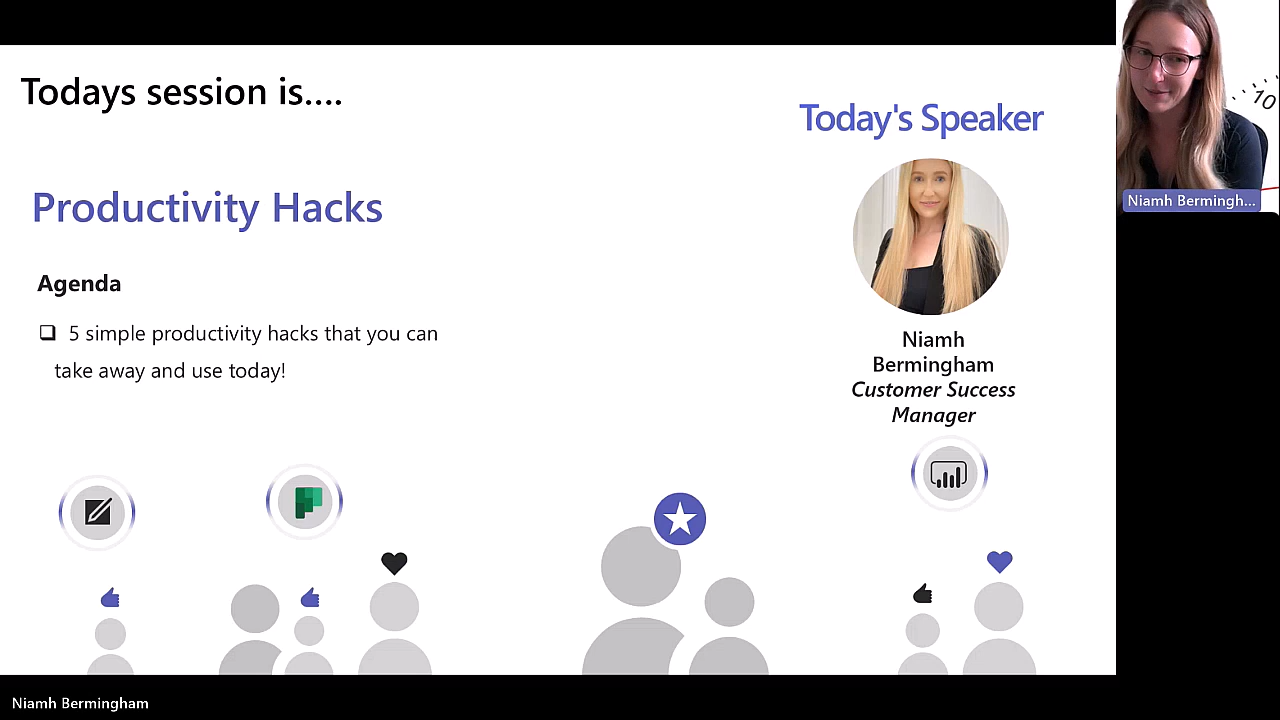 Todays session is....
Today's Speaker
Productivity Hacks
Agenda
❑ 5 simple productivity hacks that you can
take away and use today!
Niamh
Bermingham
Customer Success
Manager
10
Niamh Bermingh...
Niamh Bermingham